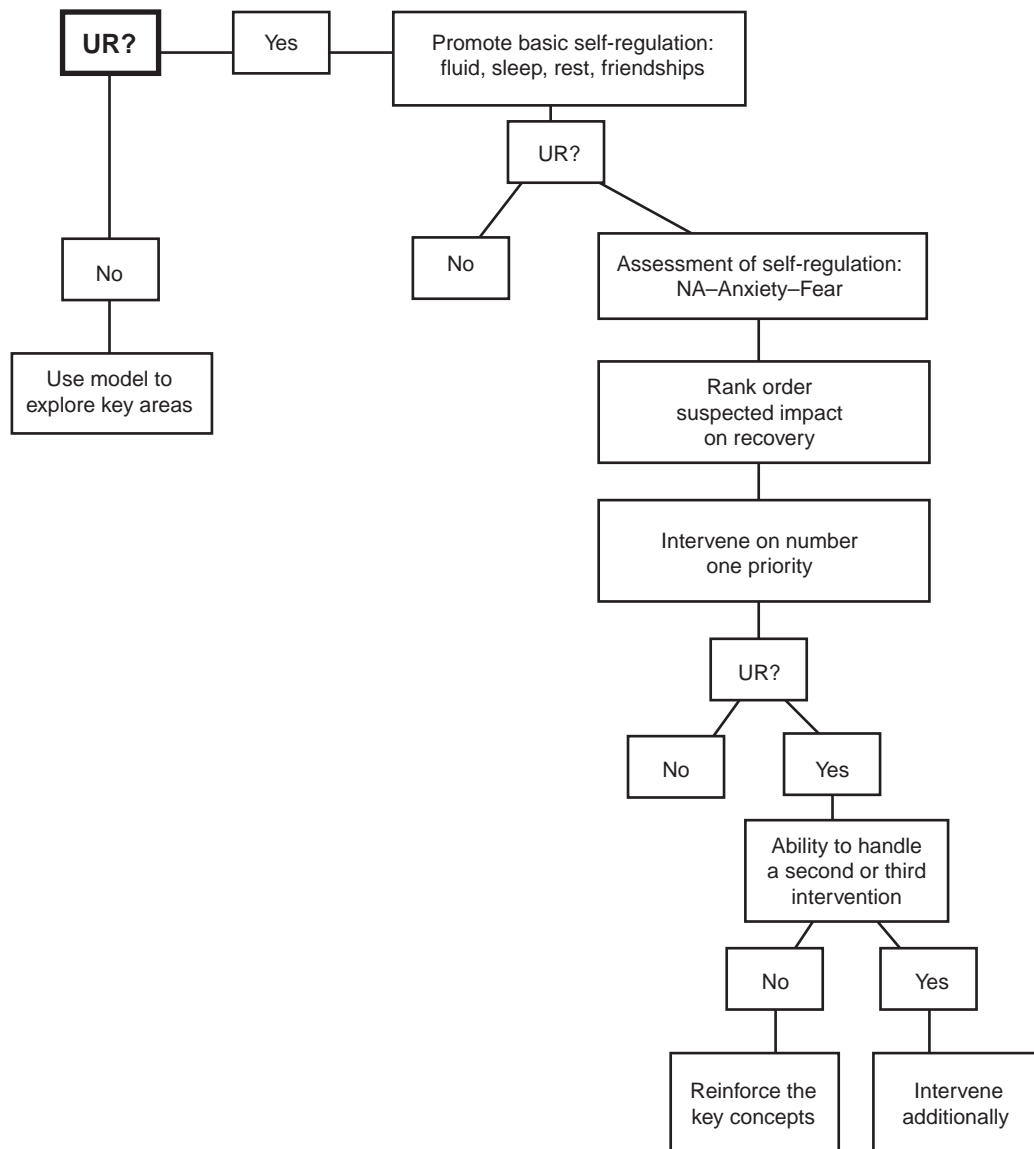 UR?
Yes
Promote basic self-regulation:
fluid, sleep, rest, friendships
UR?
No
No
Assessment of self-regulation:
NA–Anxiety–Fear
Use model to
explore key areas
Rank order
suspected impact
on recovery
Intervene on number
one priority
UR?
No
Yes
Ability to handle
a second or third
intervention
No
Yes
Reinforce the
key concepts
Intervene
additionally